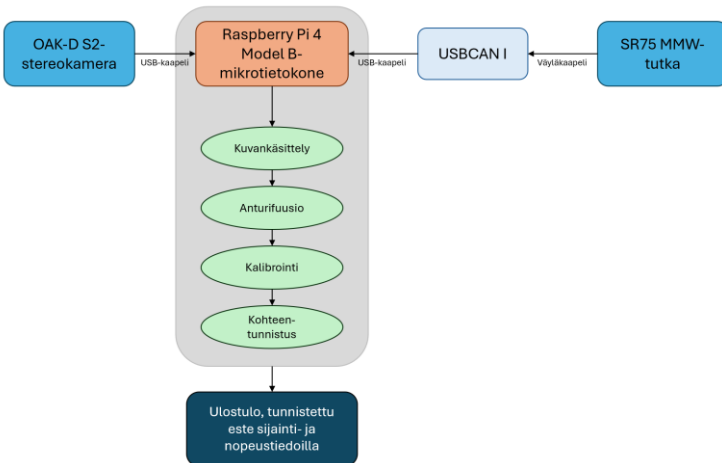 OAK-D S2-
stereokamera
USB-kaapeli
Raspberry Pi 4
Model B-
mikrotietokone
USB-kaapeli
USBCAN I
Väyläkaapeli
SR75 MMW-
tutka
Kuvankäsittely
Anturifuusio
Kalibrointi
Kohteen-
tunnistus
Ulostulo, tunnistettu
este sijainti- ja
nopeustiedoilla